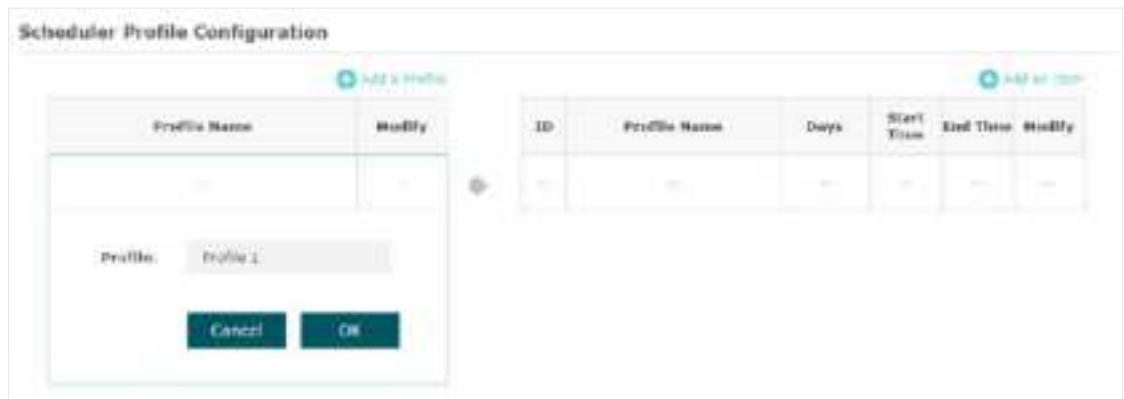 Scheduler Profile Configuration
Add a Profile
Add an Item
Profile Name Modify
ID Profile Name Days Start Time End Time Modify
-- --
-- -- -- -- -- --
Profile: Profile 1
Cancel OK